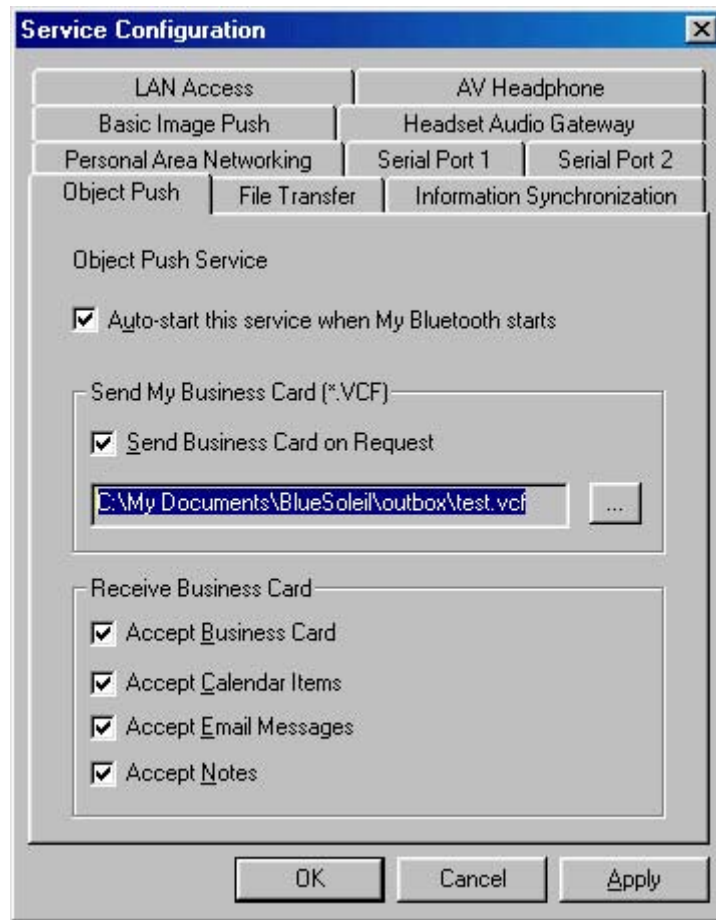 Service Configuration
LAN Access AV Headphone
Basic Image Push Headset Audio Gateway
Personal Area Networking Serial Port 1 Serial Port 2
Object Push File Transfer Information Synchronization
Object Push Service
Auto-start this service when My Bluetooth starts
Send My Business Card (*.VCF)
Send Business Card on Request
C:\My Documents\BlueSoleil\outbox\test.vcf ...
Receive Business Card
Accept Business Card
Accept Calendar Items
Accept Email Messages
Accept Notes
OK Cancel Apply